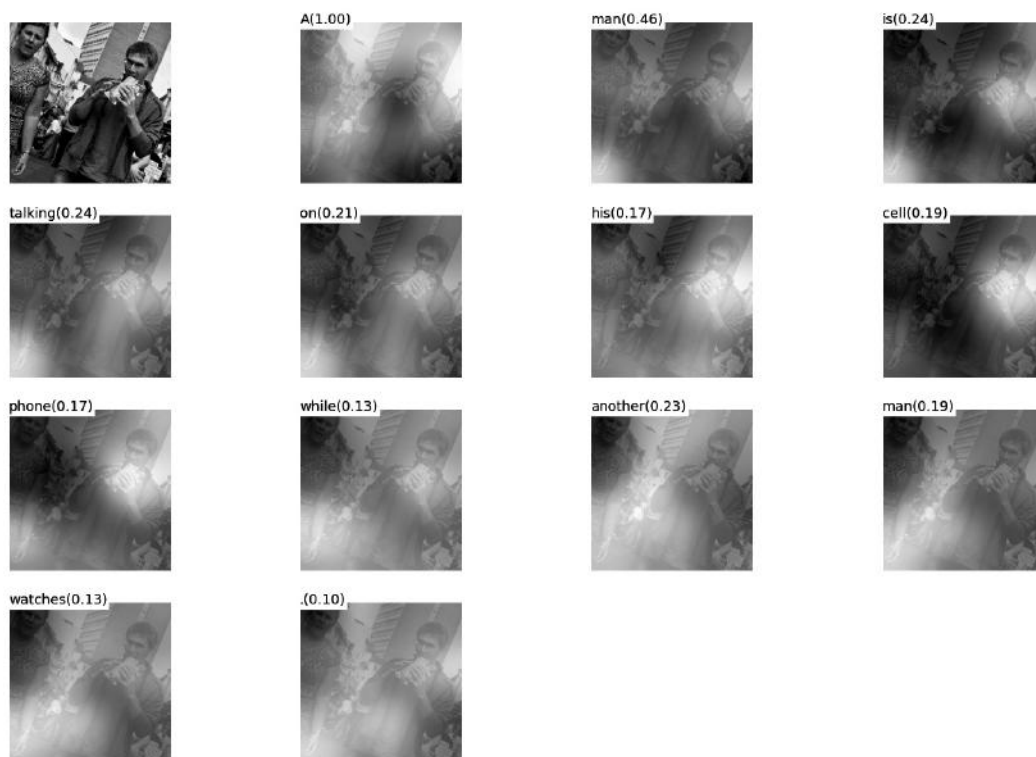 A(1.00) man(0.46) is(0.24)
talking(0.24) on(0.21) his(0.17) cell(0.19)
phone(0.17) while(0.13) another(0.23) man(0.19)
watches(0.13) .(0.10)